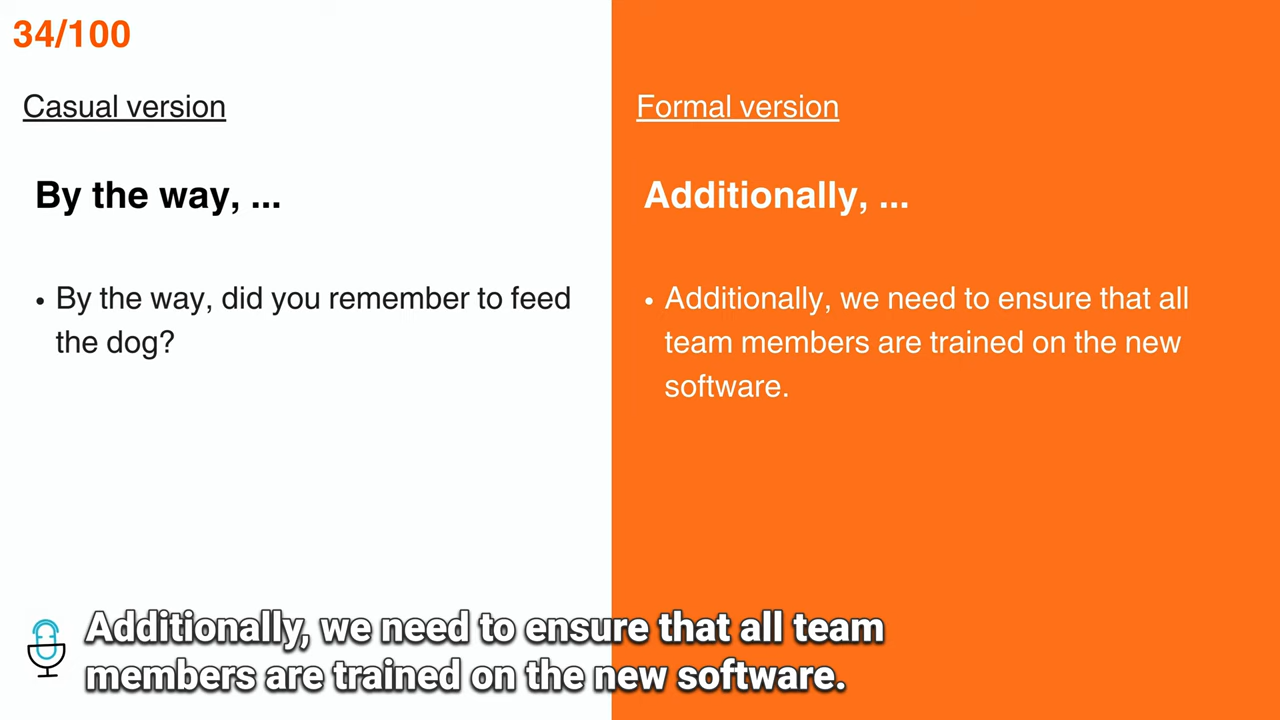 34/100
Casual version
By the way, ...
• By the way, did you remember to feed
the dog?
Formal version
Additionally, ...
• Additionally, we need to ensure that all
team members are trained on the new
software.
Additionally, we need to ensure that all team
members are trained on the new software.